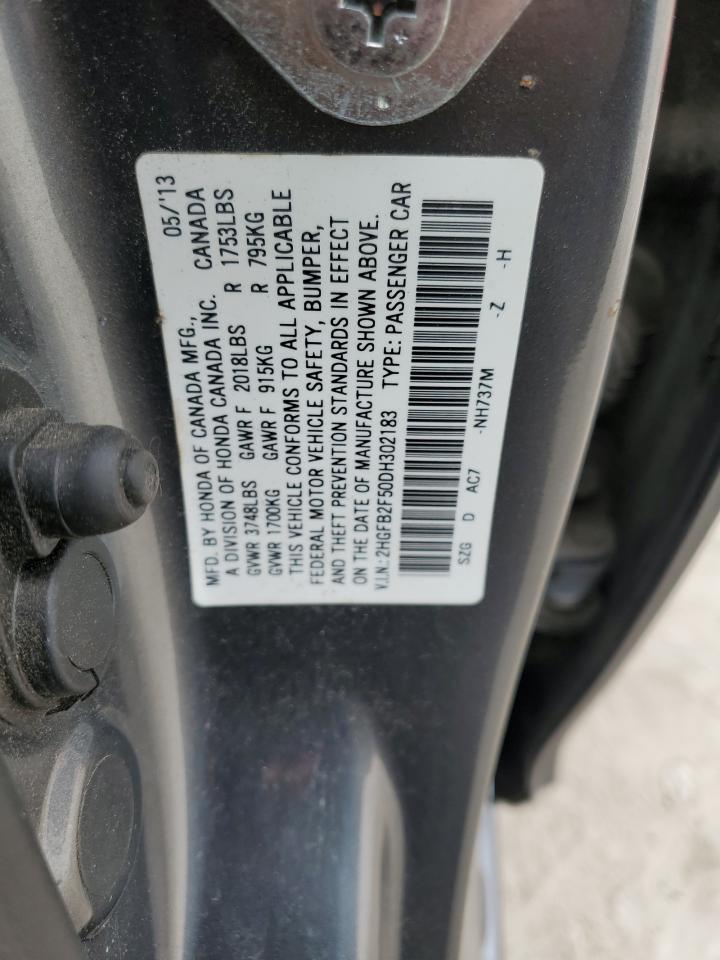 MFD. BY HONDA OF CANADA MFG., 05/'13
A DIVISION OF HONDA CANADA INC. CANADA
GVWR 3748LBS GAWR F 2018LBS R 1753LBS
GVWR 1700KG GAWR F 915KG R 795KG
THIS VEHICLE CONFORMS TO ALL APPLICABLE
FEDERAL MOTOR VEHICLE SAFETY, BUMPER,
AND THEFT PREVENTION STANDARDS IN EFFECT
ON THE DATE OF MANUFACTURE SHOWN ABOVE.
V.I.N.: 2HGFB2F50DH302183 TYPE: PASSENGER CAR
SZG D AC7 -NH737M -Z -H